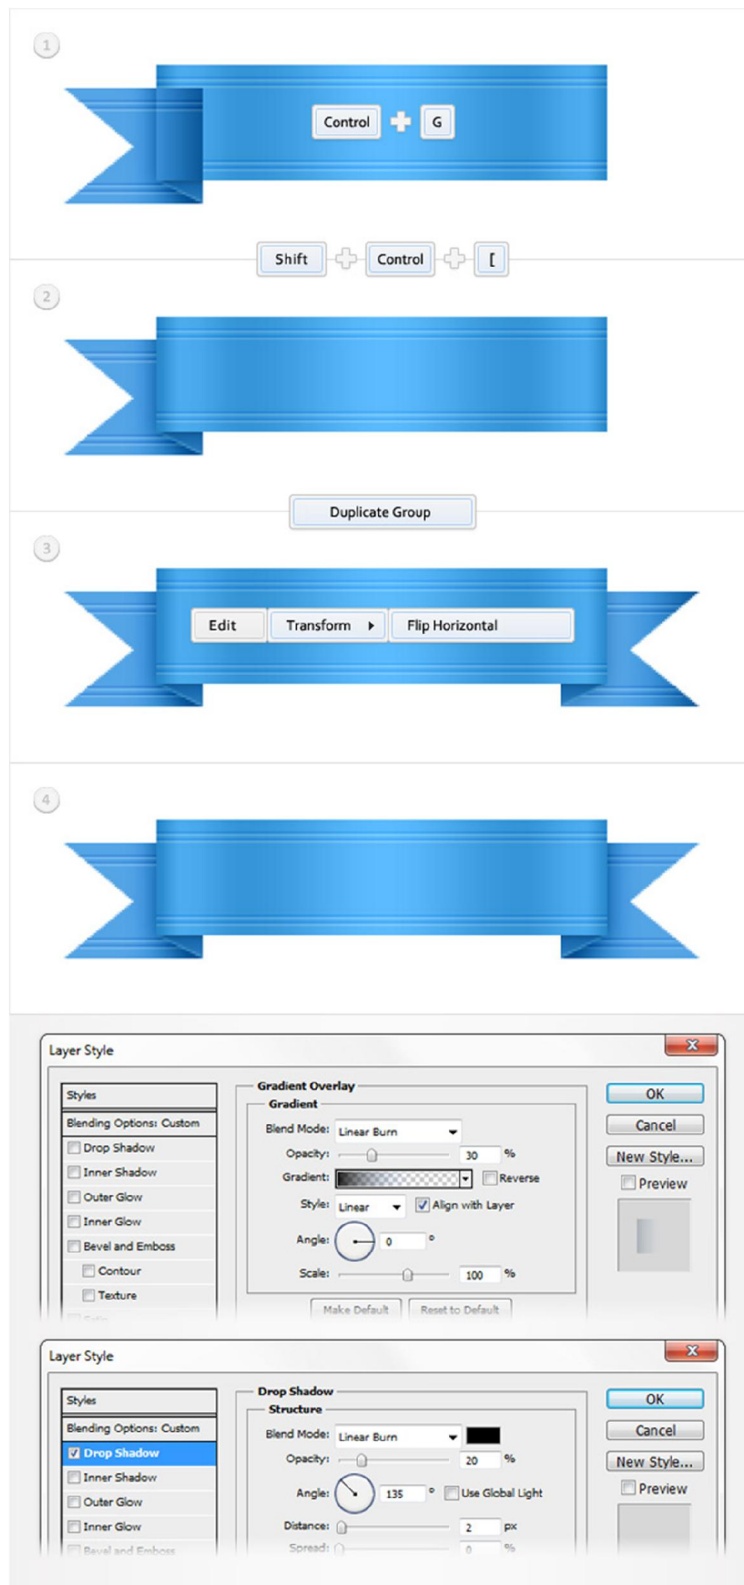 1
Control + G
Shift + Control + [
2
Duplicate Group
3
Edit Transform Flip Horizontal
4
Layer Style
Styles
Blending Options: Custom
Drop Shadow
Inner Shadow
Outer Glow
Inner Glow
Bevel and Emboss
Contour
Texture
Gradient Overlay
Gradient
Blend Mode: Linear Burn
Opacity: 30 %
Gradient: Reverse
Style: Linear Align with Layer
Angle: 0 °
Scale: 100 %
Make Default Reset to Default
OK
Cancel
New Style...
Preview
Layer Style
Styles
Blending Options: Custom
Drop Shadow
Inner Shadow
Outer Glow
Inner Glow
Bevel and Emboss
Drop Shadow
Structure
Blend Mode: Linear Burn
Opacity: 20 %
Angle: 135 ° Use Global Light
Distance: 2 px
Spread: 0 %
OK
Cancel
New Style...
Preview